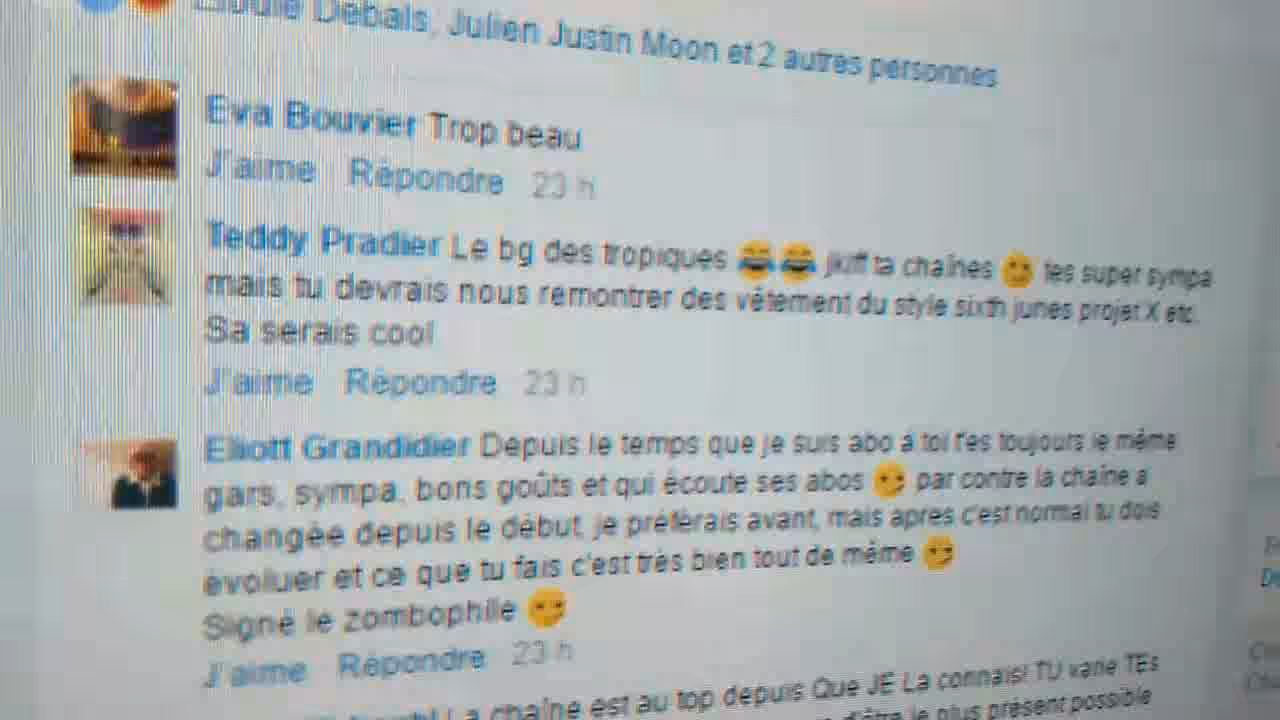 Elodie Debals, Julien Justin Moon et 2 autres personnes
Eva Bouvier Trop beau
J'aime Répondre 23 h
Teddy Pradier Le bg des tropiques 😂😂 jkiff ta chaînes 😉 tes super sympa
mais tu devrais nous remontrer des vêtement du style sixth junes projet X etc.
Sa serais cool
J'aime Répondre 23 h
Eliott Grandidier Depuis le temps que je suis abo à toi t'es toujours le même
gars, sympa, bons goûts et qui écoute ses abos 😉 par contre la chaîne a
changée depuis le début, je préférais avant, mais apres c'est normal tu dois
évoluer et ce que tu fais c'est très bien tout de même 😉
Signé le zombophile 😉
J'aime Répondre 23 h
La chaîne est au top depuis Que JE La connais! TU varie TEs
d'être le plus présent possible